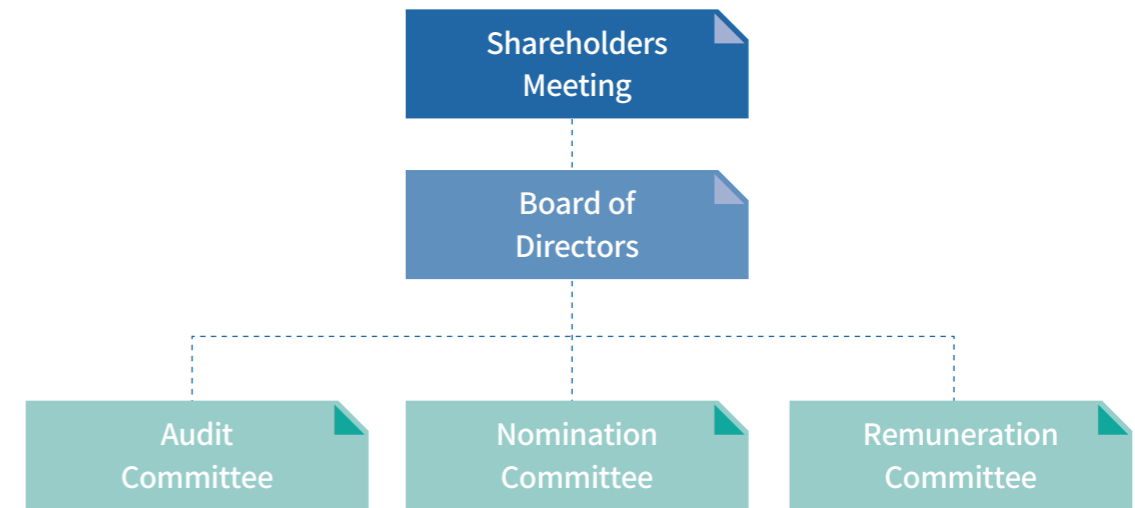 Shareholders
Meeting
Board of
Directors
Audit
Committee
Nomination
Committee
Remuneration
Committee